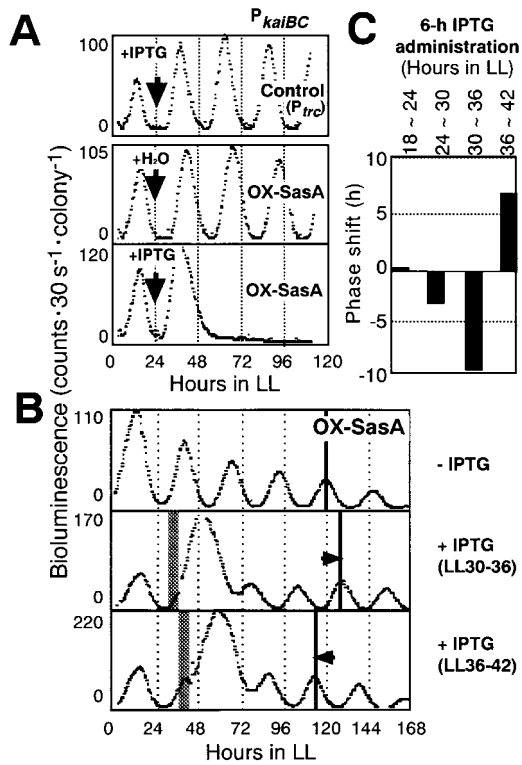 A
P kaiBC
100
0
+IPTG
Control
(Ptrc)
105
0
+H2O
OX-SasA
120
0
+IPTG
OX-SasA
0 24 48 72 96 120
Hours in LL
Bioluminescence (counts·30 s-1·colony-1)
C
6-h IPTG
administration
(Hours in LL)
18 ~ 24
24 ~ 30
30 ~ 36
36 ~ 42
Phase shift (h)
10
5
0
-5
-10
B
OX-SasA
110
0
- IPTG
170
0
+ IPTG
(LL30-36)
220
0
+ IPTG
(LL36-42)
0 24 48 72 96 120 144 168
Hours in LL